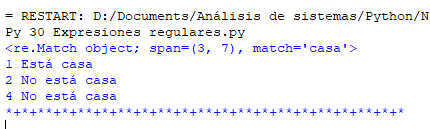 = RESTART: D:/Documents/Análisis de sistemas/Python/N
Py 30 Expresiones regulares.py
<re.Match object; span=(3, 7), match='casa'>
1 Está casa
2 No está casa
4 No está casa
*+*+**+*+**+*+**+*+**+*+**+*+**+*+**+*+**+*+**+*+**+*+*